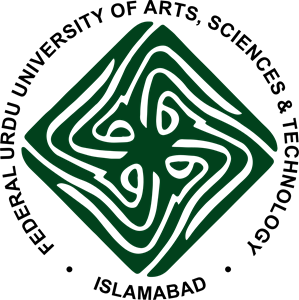 FEDERAL URDU UNIVERSITY OF ARTS, SCIENCES & TECHNOLOGY
• ISLAMABAD •